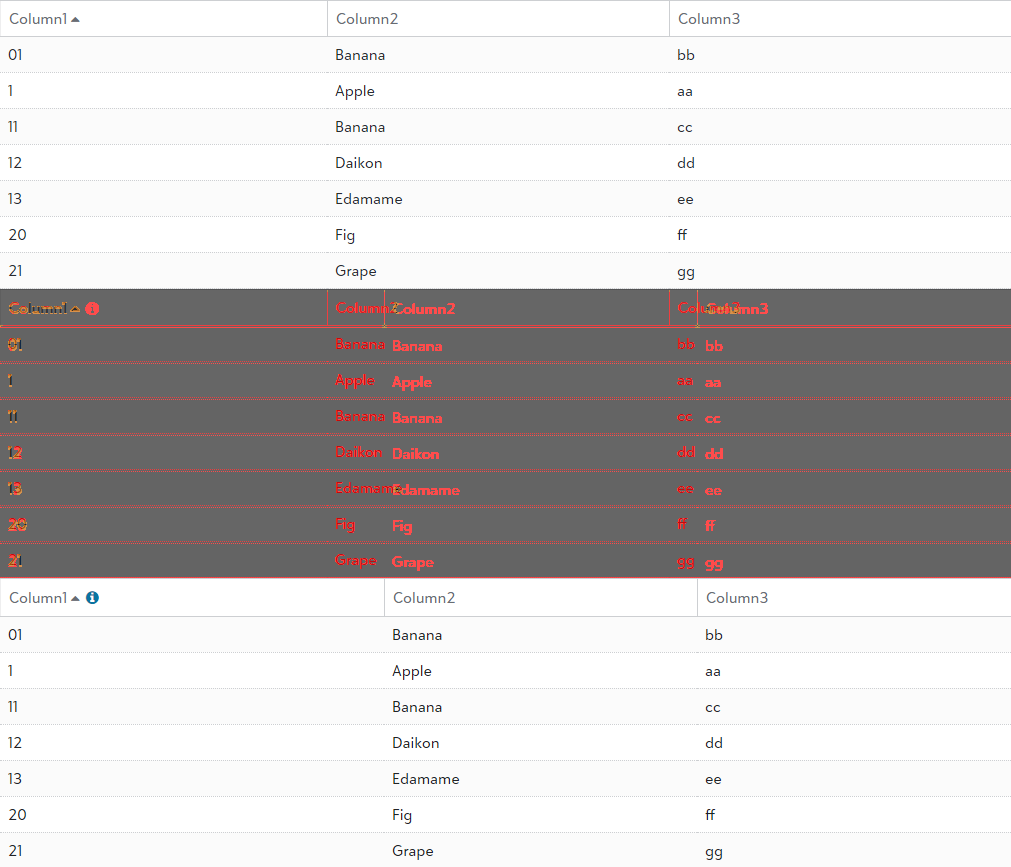 Column1 Column2 Column3
01 Banana bb
1 Apple aa
11 Banana cc
12 Daikon dd
13 Edamame ee
20 Fig ff
21 Grape gg
Column1 Column2 Column2 Column3 Column3
01 Banana Banana bb bb
1 Apple Apple aa aa
11 Banana Banana cc cc
12 Daikon Daikon dd dd
13 Edamame Edamame ee ee
20 Fig Fig ff ff
21 Grape Grape gg gg
Column1 Column2 Column3
01 Banana bb
1 Apple aa
11 Banana cc
12 Daikon dd
13 Edamame ee
20 Fig ff
21 Grape gg